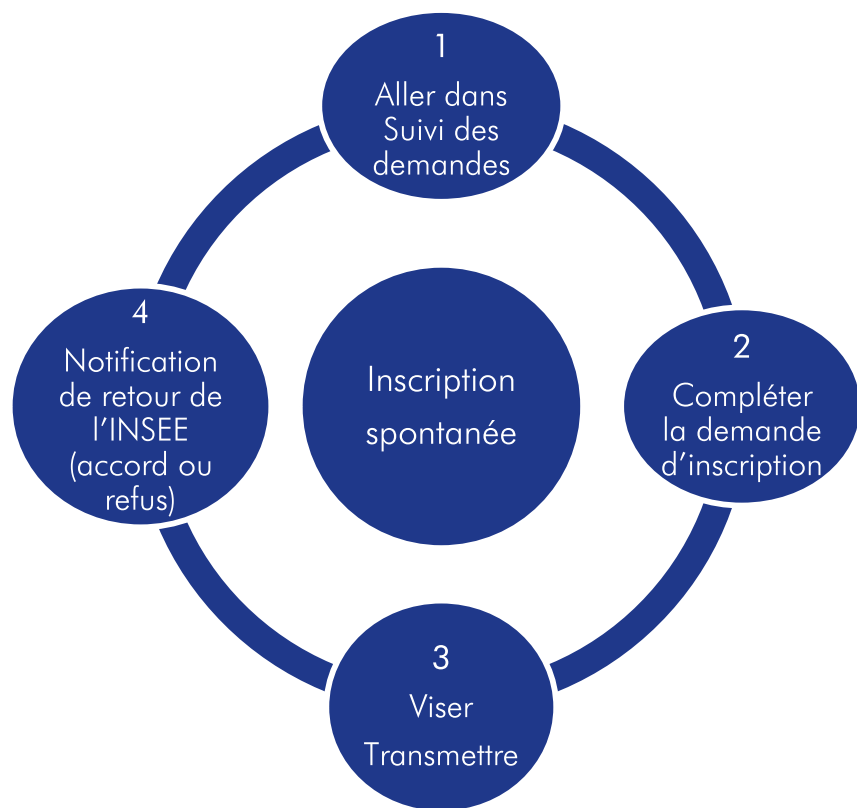 1
Aller dans
Suivi des
demandes
2
Compléter
la demande
d’inscription
3
Viser
Transmettre
4
Notification
de retour de
l’INSEE
(accord ou
refus)
Inscription
spontanée